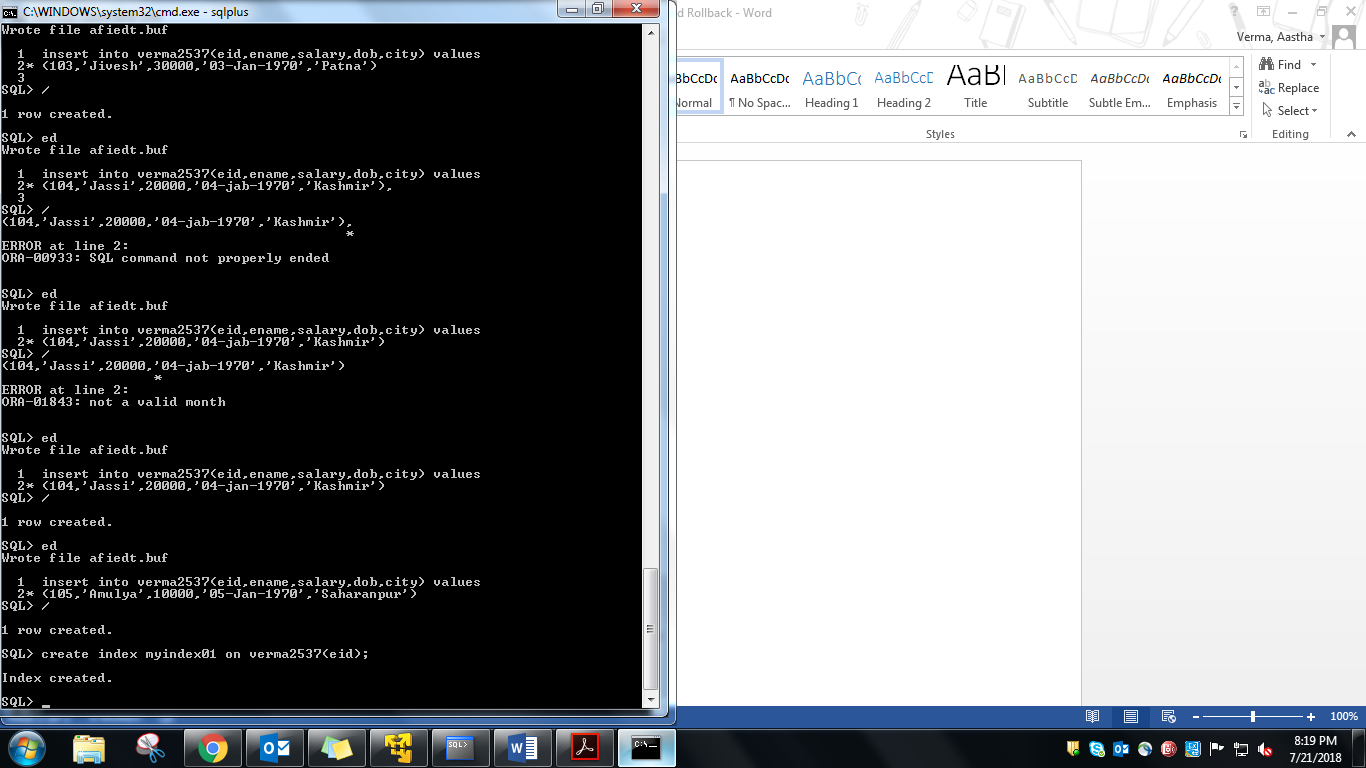 C:\WINDOWS\system32\cmd.exe - sqlplus
Wrote file afiedt.buf
1 insert into verma2537(eid,ename,salary,dob,city) values
2* (103,'Jivesh',30000,'03-Jan-1970','Patna')
3
SQL> /
1 row created.
SQL> ed
Wrote file afiedt.buf
1 insert into verma2537(eid,ename,salary,dob,city) values
2* (104,'Jassi',20000,'04-jab-1970','Kashmir'),
3
SQL> /
(104,'Jassi',20000,'04-jab-1970','Kashmir'),
*
ERROR at line 2:
ORA-00933: SQL command not properly ended
SQL> ed
Wrote file afiedt.buf
1 insert into verma2537(eid,ename,salary,dob,city) values
2* (104,'Jassi',20000,'04-jab-1970','Kashmir')
SQL> /
(104,'Jassi',20000,'04-jab-1970','Kashmir')
*
ERROR at line 2:
ORA-01843: not a valid month
SQL> ed
Wrote file afiedt.buf
1 insert into verma2537(eid,ename,salary,dob,city) values
2* (104,'Jassi',20000,'04-jan-1970','Kashmir')
SQL> /
1 row created.
SQL> ed
Wrote file afiedt.buf
1 insert into verma2537(eid,ename,salary,dob,city) values
2* (105,'Amulya',10000,'05-Jan-1970','Saharanpur')
SQL> /
1 row created.
SQL> create index myindex01 on verma2537(eid);
Index created.
SQL> _
d Rollback - Word
Verma, Aastha
BbCcDc AaBbCcDc AaBbCc AaBbCcD AaB AaBbCcD AaBbCcDc AaBbCcDc
Normal ¶ No Spac... Heading 1 Heading 2 Title Subtitle Subtle Em... Emphasis
Styles
Find
Replace
Select
Editing
100%
SQL>
C:\_
8:19 PM
7/21/2018